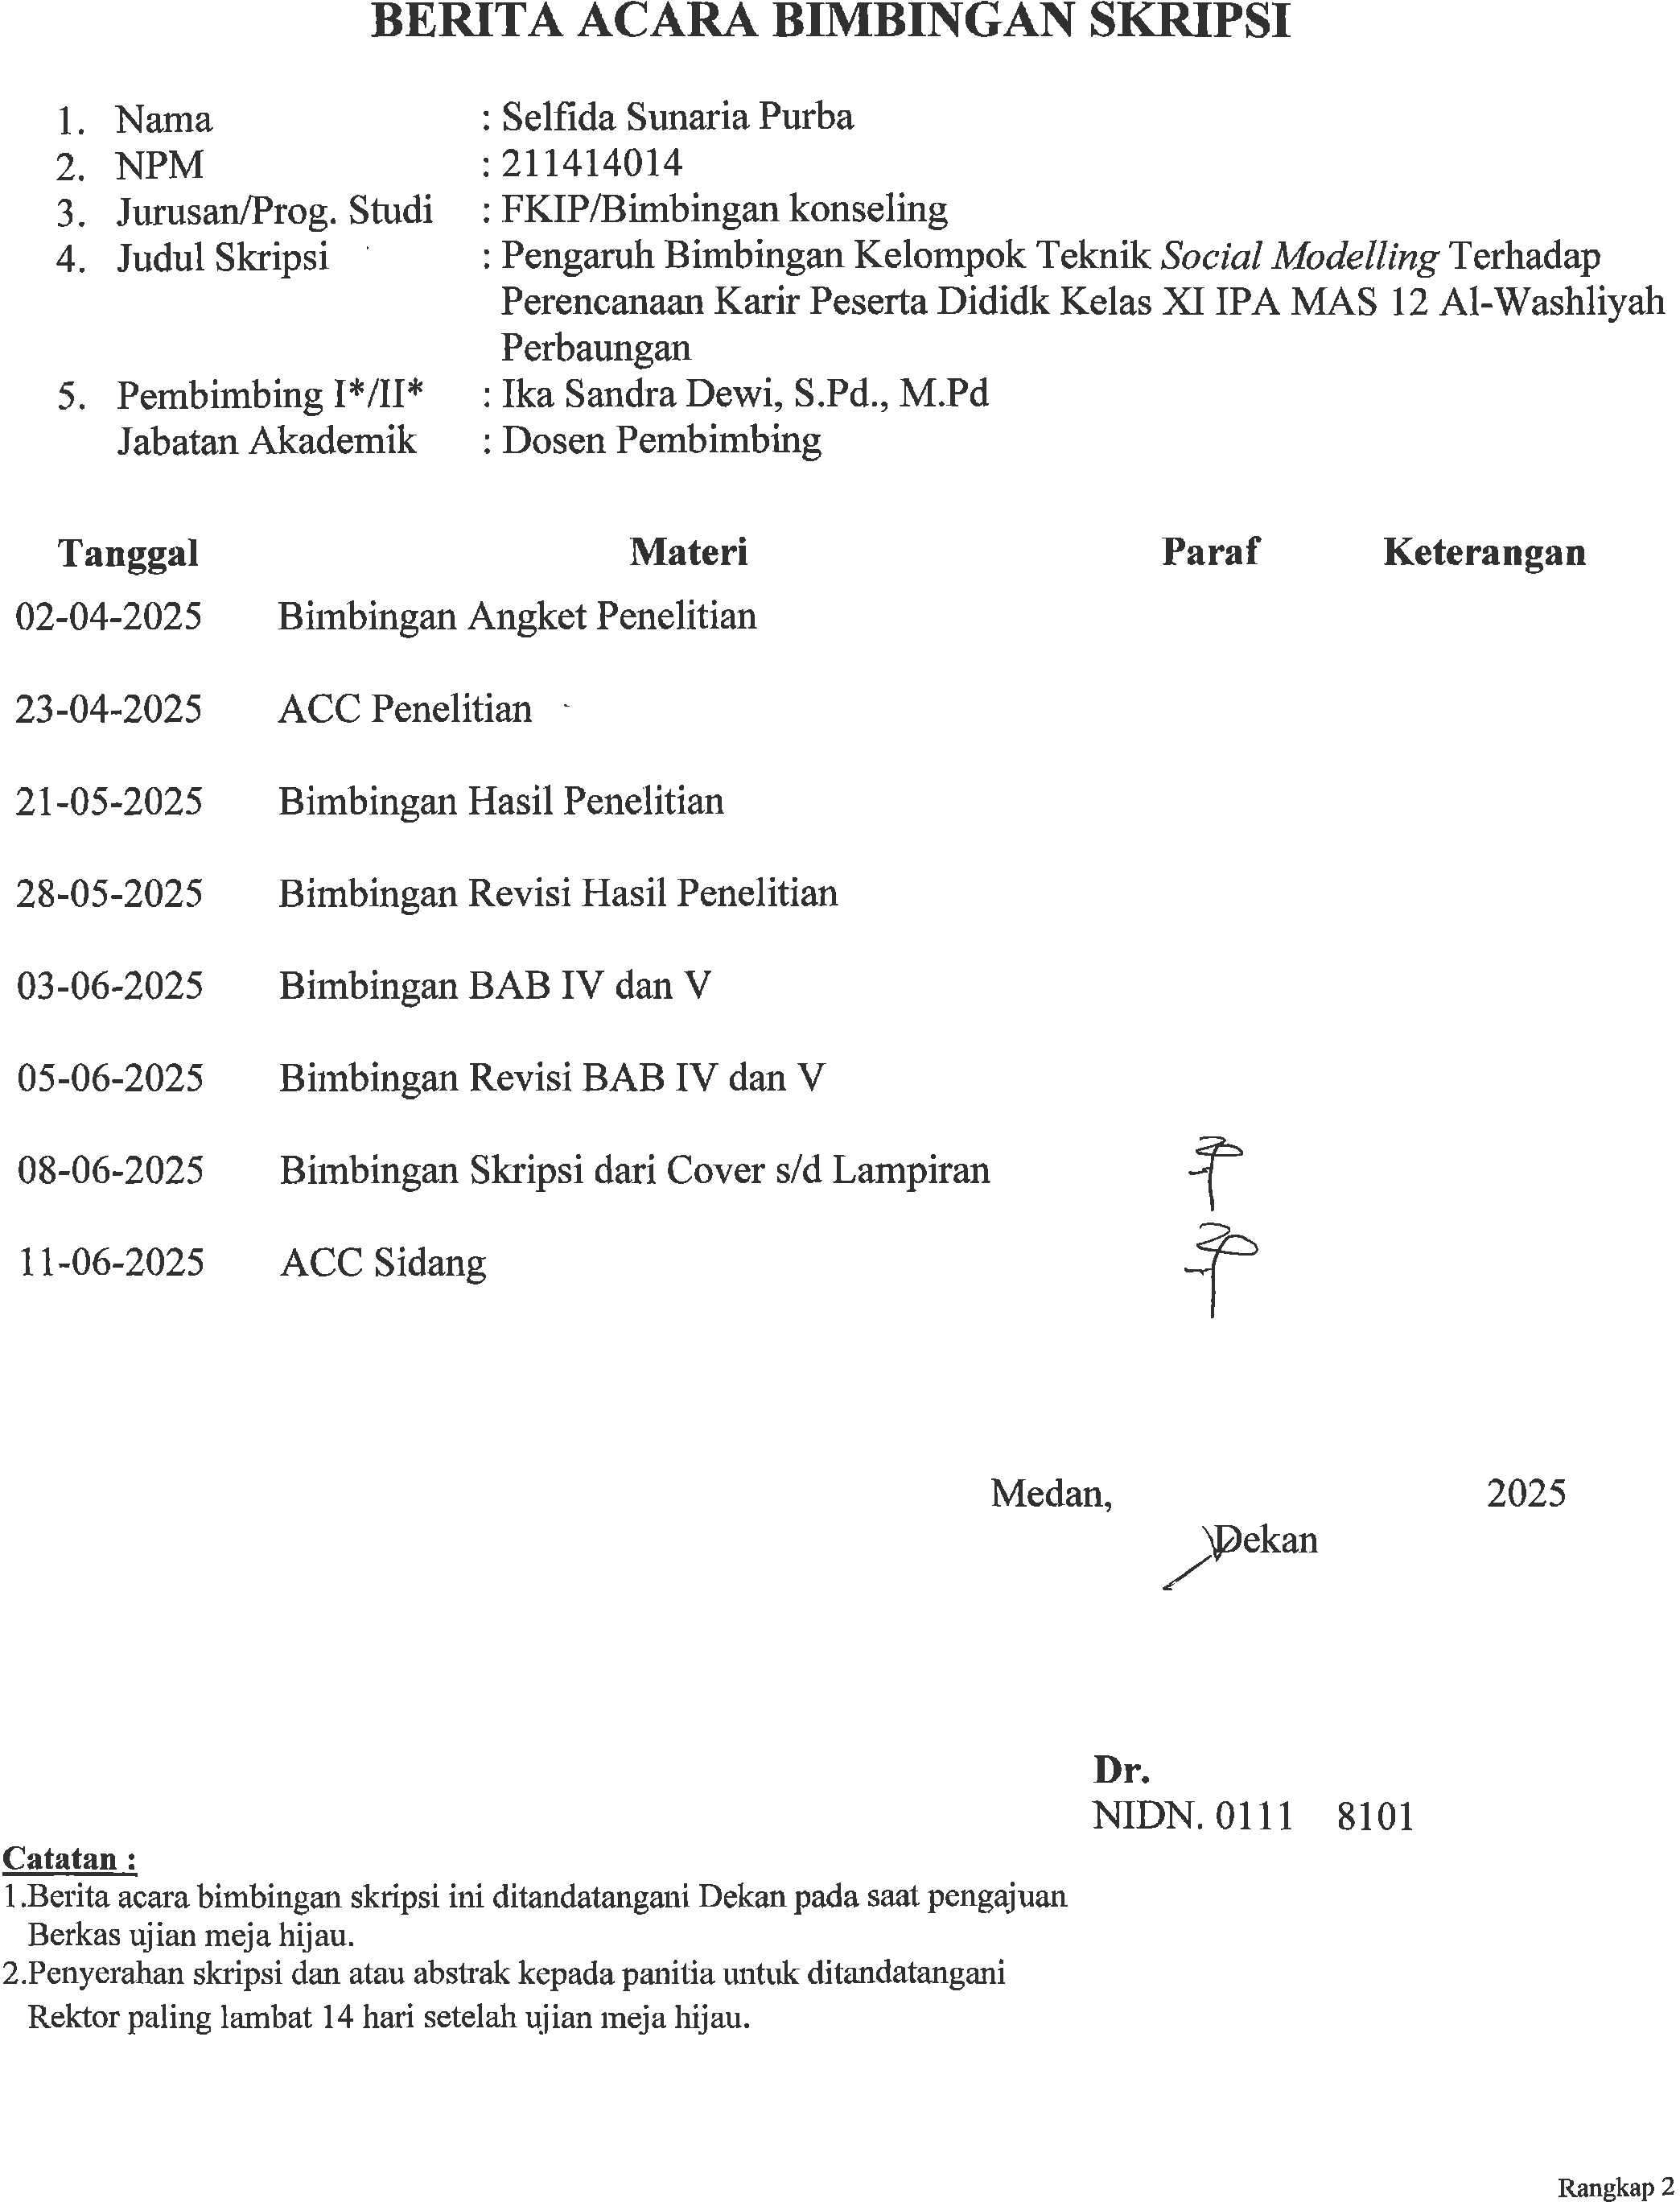 BERITA ACARA BIMBINGAN SKRIPSI
1. Nama : Selfida Sunaria Purba
2. NPM : 211414014
3. Jurusan/Prog. Studi : FKIP/Bimbingan konseling
4. Judul Skripsi : Pengaruh Bimbingan Kelompok Teknik Social Modelling Terhadap
Perencanaan Karir Peserta Dididk Kelas XI IPA MAS 12 Al-Washliyah
Perbaungan
5. Pembimbing I*/II* : Ika Sandra Dewi, S.Pd., M.Pd
Jabatan Akademik : Dosen Pembimbing
Tanggal Materi Paraf Keterangan
02-04-2025 Bimbingan Angket Penelitian
23-04-2025 ACC Penelitian
21-05-2025 Bimbingan Hasil Penelitian
28-05-2025 Bimbingan Revisi Hasil Penelitian
03-06-2025 Bimbingan BAB IV dan V
05-06-2025 Bimbingan Revisi BAB IV dan V
08-06-2025 Bimbingan Skripsi dari Cover s/d Lampiran
11-06-2025 ACC Sidang
Medan, 2025
Dekan
Dr.
NIDN. 0111 8101
Catatan :
1.Berita acara bimbingan skripsi ini ditandatangani Dekan pada saat pengajuan
Berkas ujian meja hijau.
2.Penyerahan skripsi dan atau abstrak kepada panitia untuk ditandatangani
Rektor paling lambat 14 hari setelah ujian meja hijau.
Rangkap 2